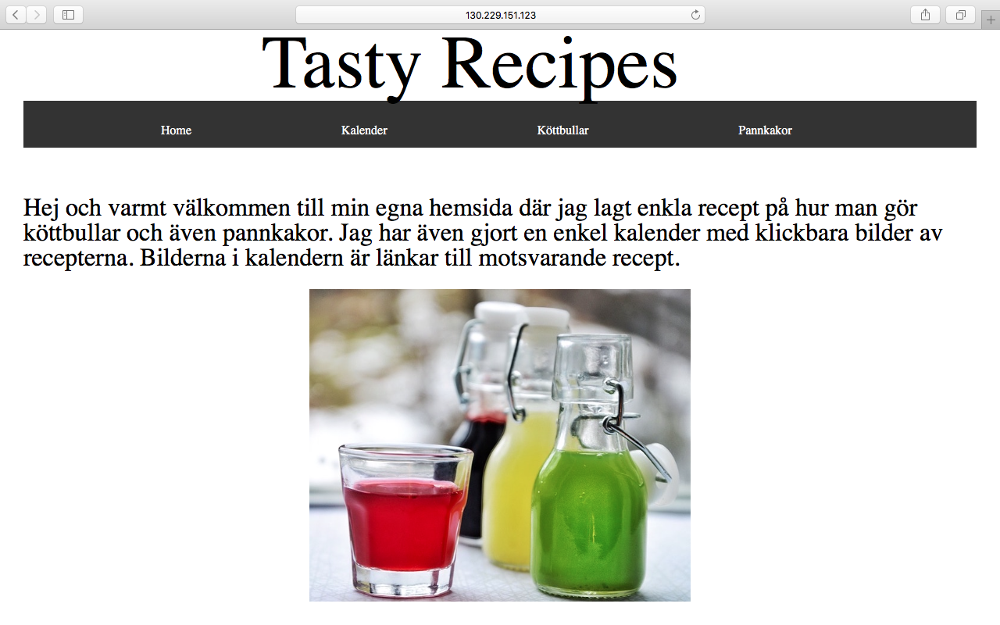 130.229.151.123
Tasty Recipes
Home Kalender Köttbullar Pannkakor
Hej och varmt välkommen till min egna hemsida där jag lagt enkla recept på hur man gör
köttbullar och även pannkakor. Jag har även gjort en enkel kalender med klickbara bilder av
recepterna. Bilderna i kalendern är länkar till motsvarande recept.